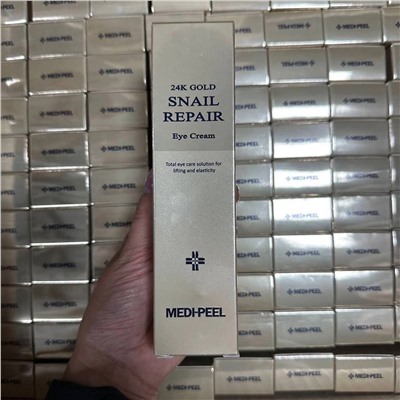 24K GOLD
SNAIL
REPAIR
Eye Cream
Total eye care solution for
lifting and elasticity
MEDI-PEEL